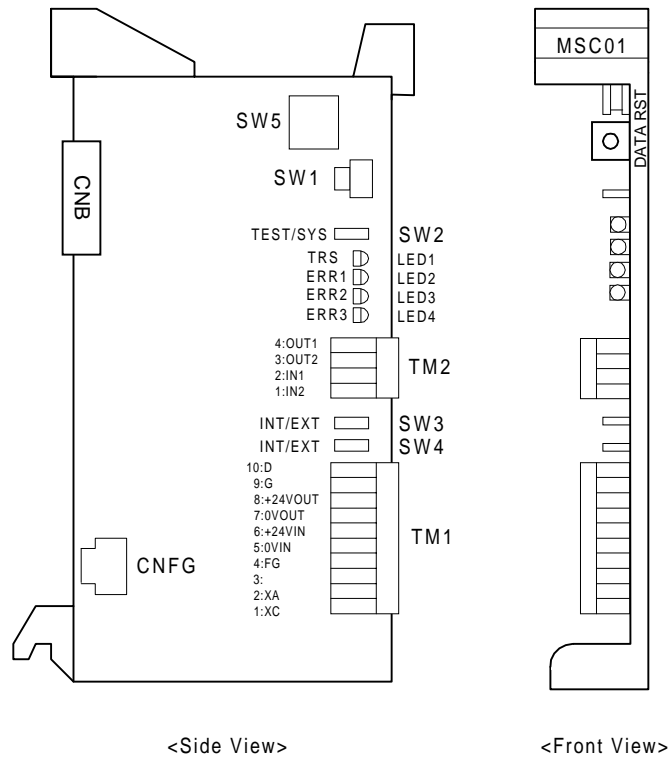 MSC01
DATA RST
SW5
SW1
CNB
TEST/SYS SW2
TRS LED1
ERR1 LED2
ERR2 LED3
ERR3 LED4
4:OUT1
3:OUT2
2:IN1
1:IN2
TM2
INT/EXT SW3
INT/EXT SW4
10:D
9:G
8:+24VOUT
7:0VOUT
6:+24VIN
5:0VIN
4:FG
3:
2:XA
1:XC
TM1
CNFG
<Side View>
<Front View>